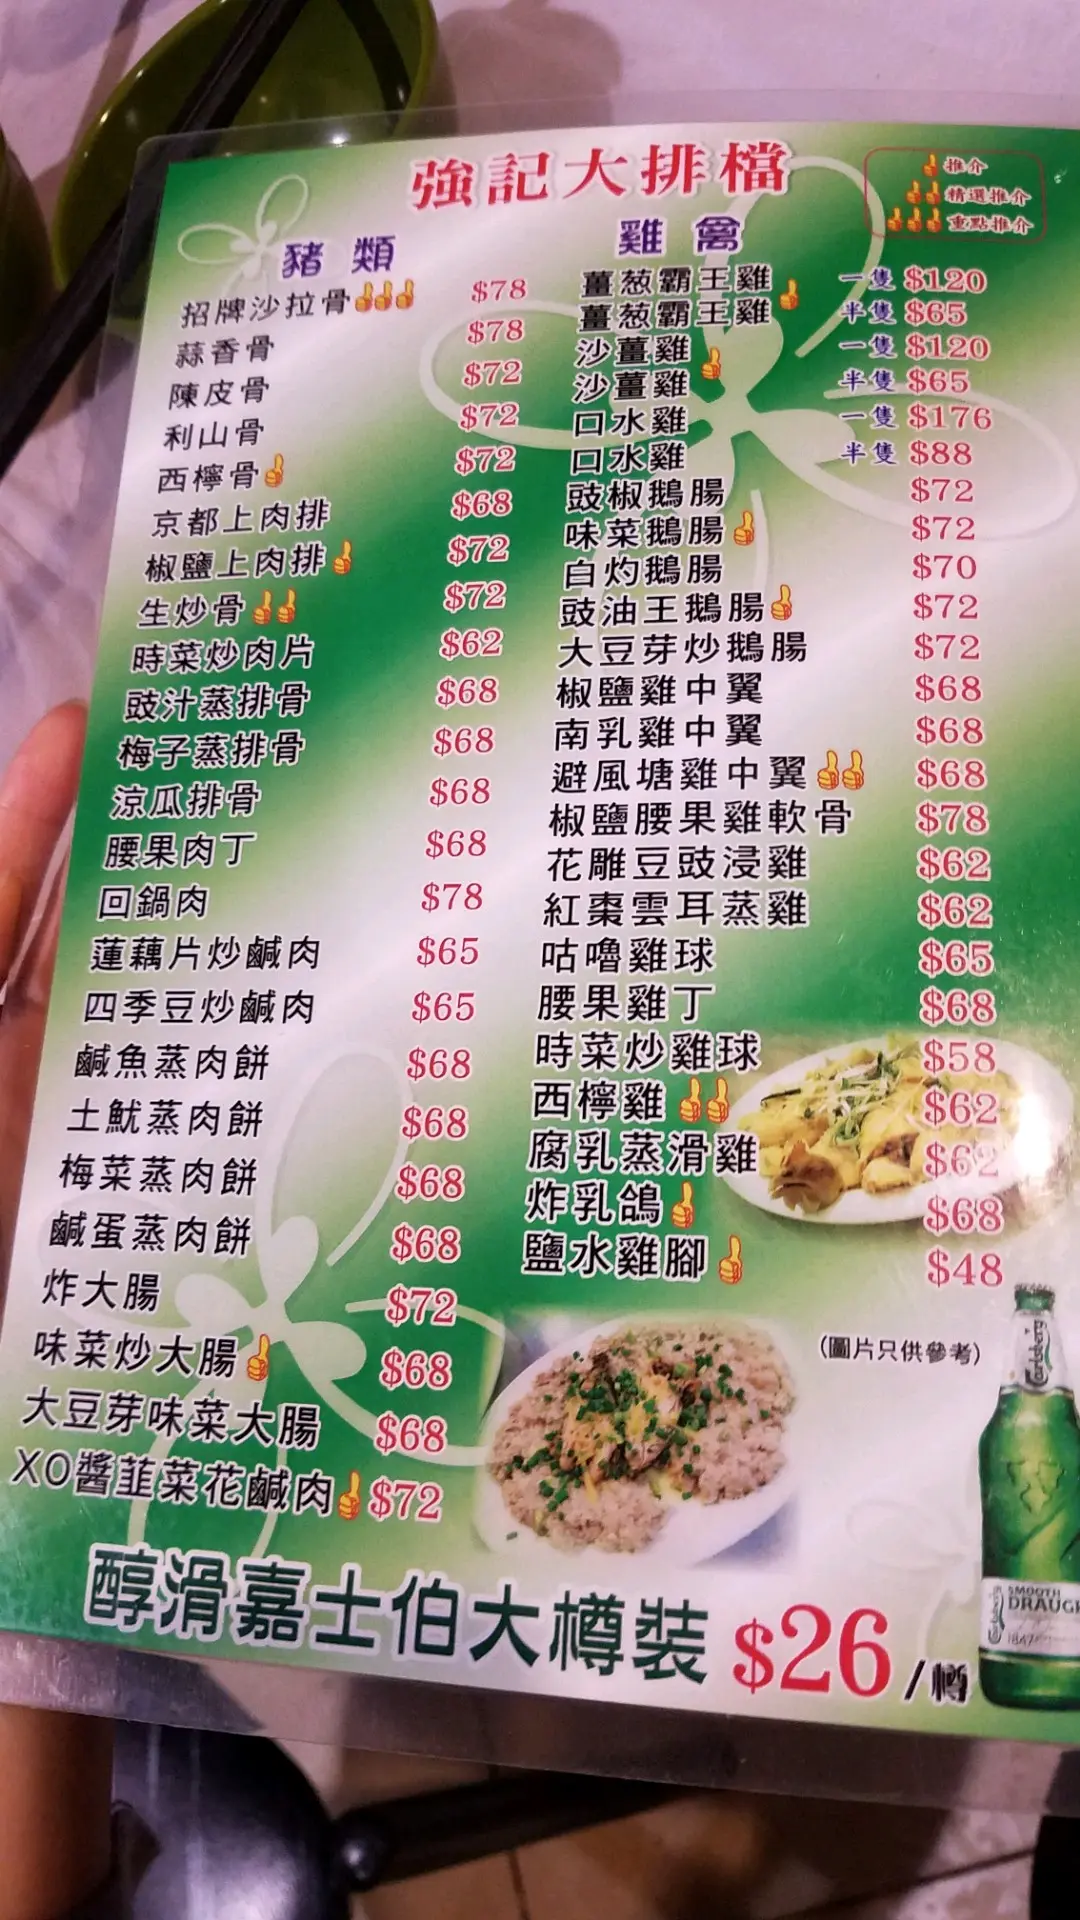 強記大排檔
推介
精選推介
重點推介
豬類
招牌沙拉骨 $78
蒜香骨 $78
陳皮骨 $72
利山骨 $72
西檸骨 $72
京都上肉排 $68
椒鹽上肉排 $72
生炒骨 $72
時菜炒肉片 $62
豉汁蒸排骨 $68
梅子蒸排骨 $68
涼瓜排骨 $68
腰果肉丁 $68
回鍋肉 $78
蓮藕片炒鹹肉 $65
四季豆炒鹹肉 $65
鹹魚蒸肉餅 $68
土魷蒸肉餅 $68
梅菜蒸肉餅 $68
鹹蛋蒸肉餅 $68
炸大腸 $72
味菜炒大腸 $68
大豆芽味菜大腸 $68
XO醬韮菜花鹹肉 $72
雞禽
薑葱霸王雞 一隻 $120
薑葱霸王雞 半隻 $65
沙薑雞 一隻 $120
沙薑雞 半隻 $65
口水雞 一隻 $176
口水雞 半隻 $88
豉椒鵝腸 $72
味菜鵝腸 $72
白灼鵝腸 $70
豉油王鵝腸 $72
大豆芽炒鵝腸 $72
椒鹽雞中翼 $68
南乳雞中翼 $68
避風塘雞中翼 $68
椒鹽腰果雞軟骨 $78
花雕豆豉浸雞 $62
紅棗雲耳蒸雞 $62
咕嚕雞球 $65
腰果雞丁 $68
時菜炒雞球 $58
西檸雞 $62
腐乳蒸滑雞 $62
炸乳鴿 $68
鹽水雞腳 $48
(圖片只供參考)
Carlsberg
SMOOTH
DRAUGH
1847
醇滑嘉士伯大樽裝 $26/樽